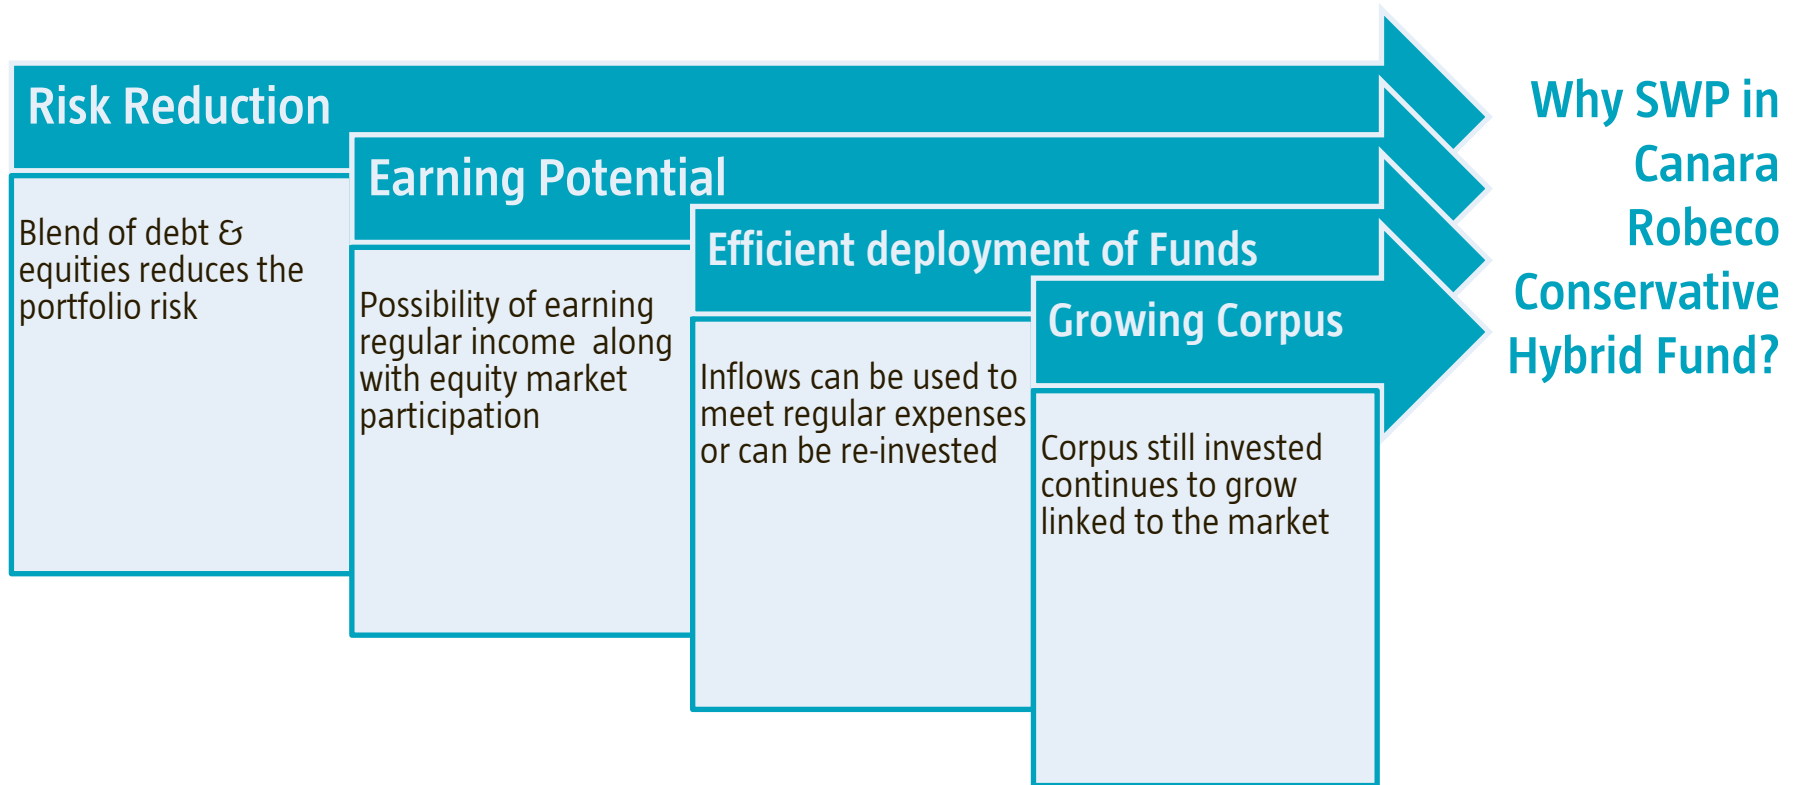 Risk Reduction
Blend of debt &
equities reduces the
portfolio risk
Earning Potential
Possibility of earning
regular income  along
with equity market
participation
Efficient deployment of Funds
Inflows can be used to
meet regular expenses
or can be re-invested
Growing Corpus
Corpus still invested
continues to grow
linked to the market
Why SWP in
Canara
Robeco
Conservative
Hybrid Fund?